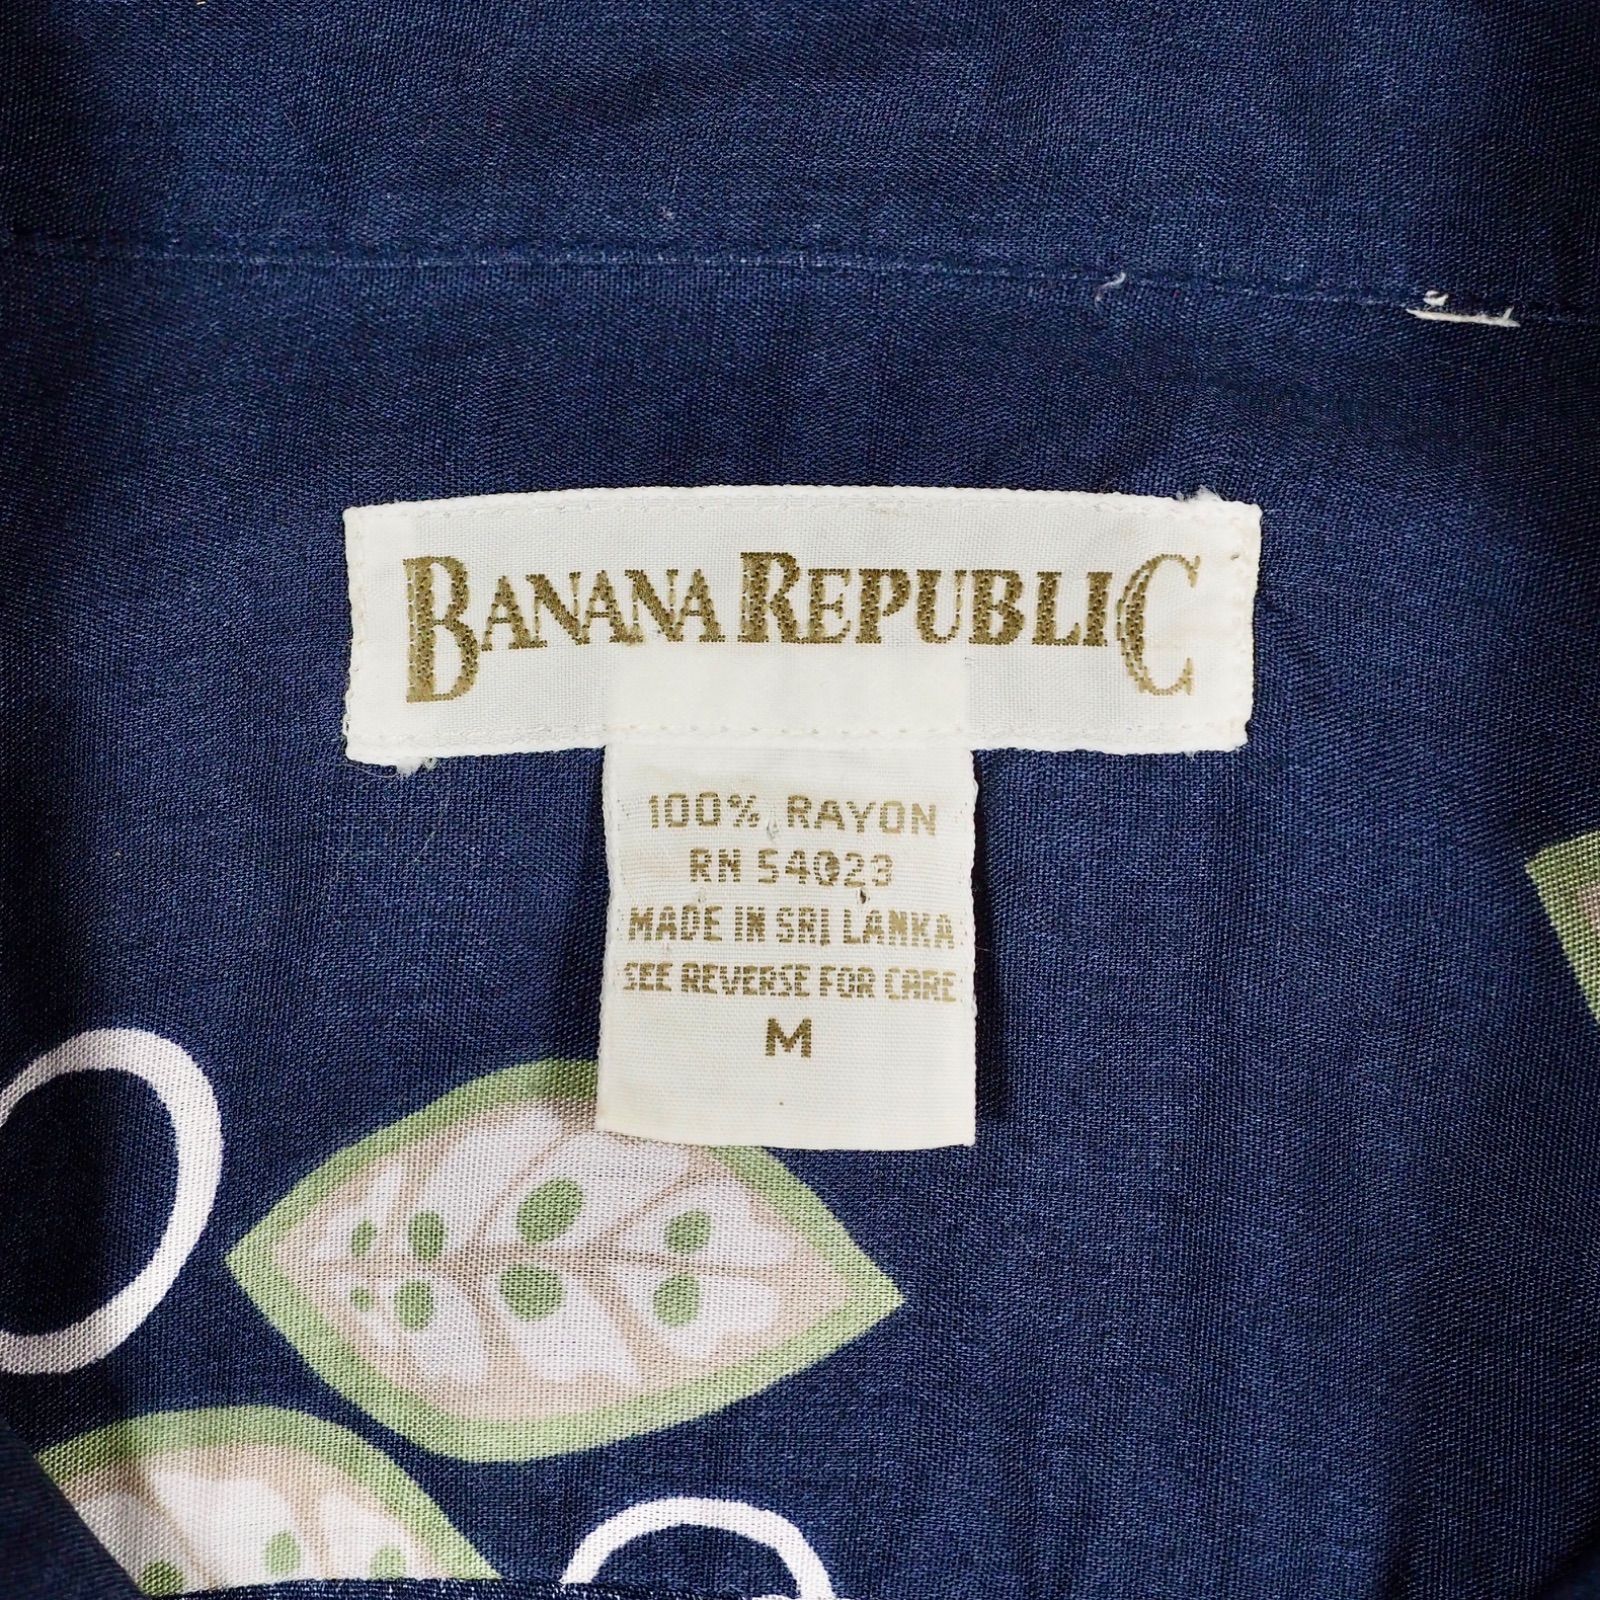 BANANA REPUBLIC
100% RAYON
RN 54023
MADE IN SRI LANKA
SEE REVERSE FOR CARE
M